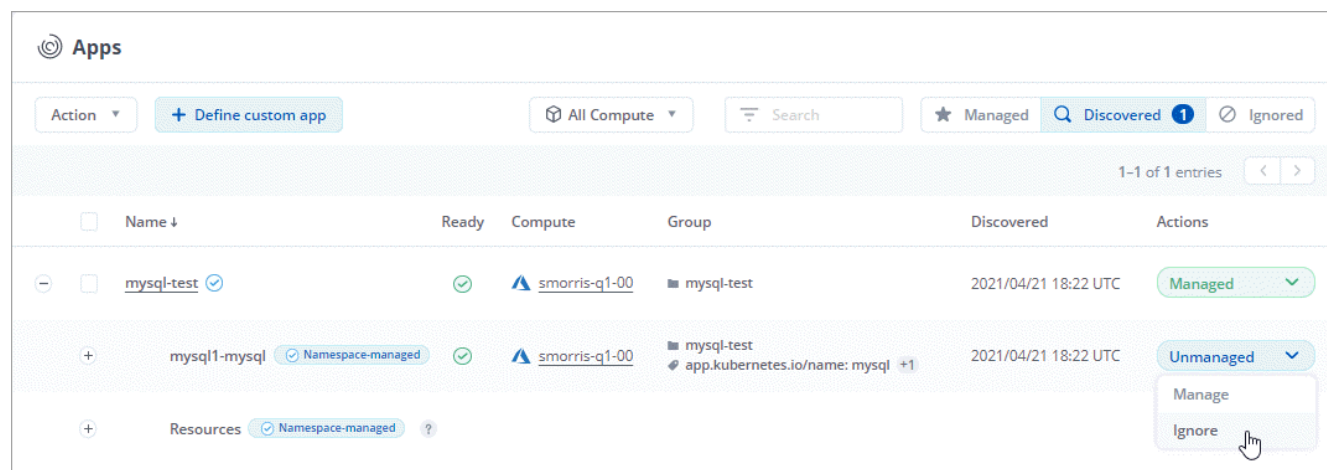 Apps
Action + Define custom app All Compute Search Managed Discovered 1 Ignored
1–1 of 1 entries < >
Name ↓ Ready Compute Group Discovered Actions
mysql-test smorris-q1-00 mysql-test 2021/04/21 18:22 UTC Managed
mysql1-mysql Namespace-managed smorris-q1-00 mysql-test 2021/04/21 18:22 UTC Unmanaged
app.kubernetes.io/name: mysql +1
Manage
Resources Namespace-managed ? Ignore